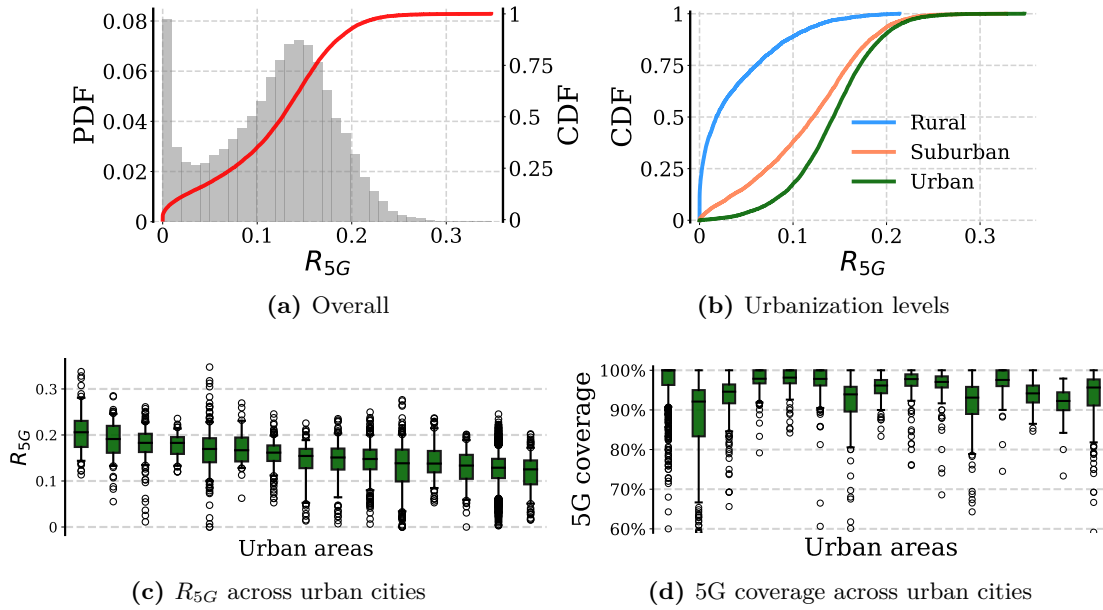 0.08
0.06
0.04
0.02
0
PDF
1
0.75
0.5
0.25
0
CDF
0 0.1 0.2 0.3
R5G
(a) Overall
1
0.75
0.5
0.25
0
CDF
Rural
Suburban
Urban
0 0.1 0.2 0.3
R5G
(b) Urbanization levels
0.3
0.2
0.1
0
R5G
Urban areas
(c) R5G across urban cities
100%
90%
80%
70%
60%
5G coverage
Urban areas
(d) 5G coverage across urban cities